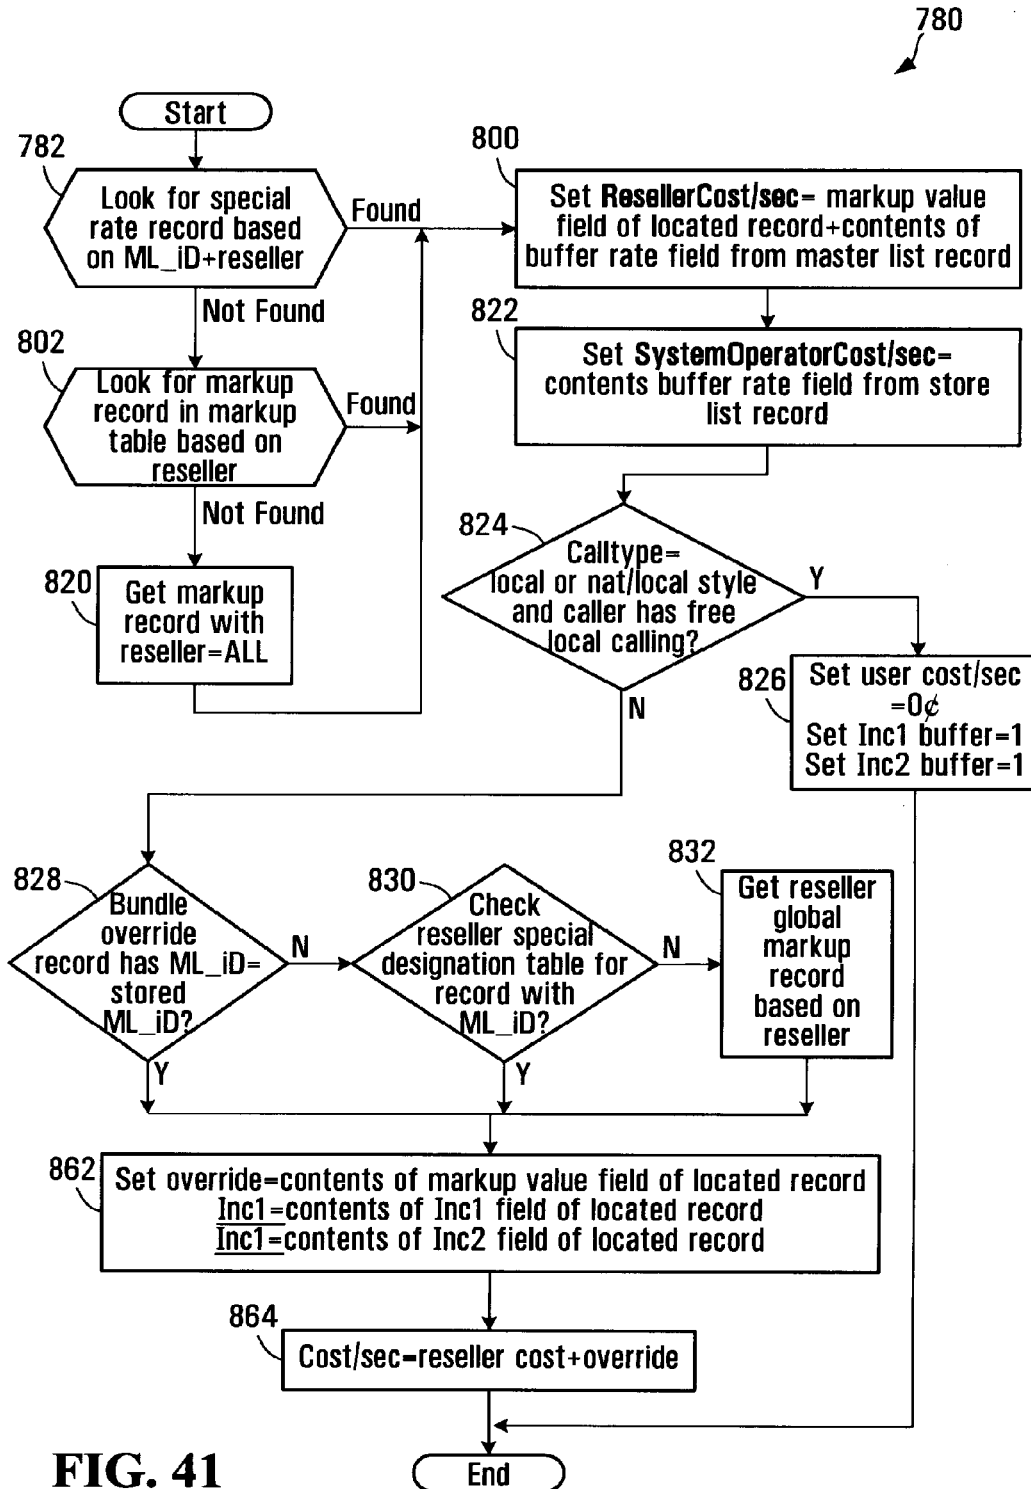 780
Start
782
Look for special
rate record based
on ML_iD+reseller
Found
Not Found
802
Look for markup
record in markup
table based on
reseller
Found
Not Found
820
Get markup
record with
reseller=ALL
800
Set ResellerCost/sec= markup value
field of located record+contents of
buffer rate field from master list record
822
Set SystemOperatorCost/sec=
contents buffer rate field from store
list record
824
Calltype=
local or nat/local style
and caller has free
local calling?
Y
N
826
Set user cost/sec
=0¢
Set Inc1 buffer=1
Set Inc2 buffer=1
828
Bundle
override
record has ML_iD=
stored
ML_iD?
N
Y
830
Check
reseller special
designation table for
record with
ML_iD?
N
Y
832
Get reseller
global
markup
record
based on
reseller
862
Set override=contents of markup value field of located record
Inc1=contents of Inc1 field of located record
Inc1=contents of Inc2 field of located record
864
Cost/sec=reseller cost+override
End
FIG. 41